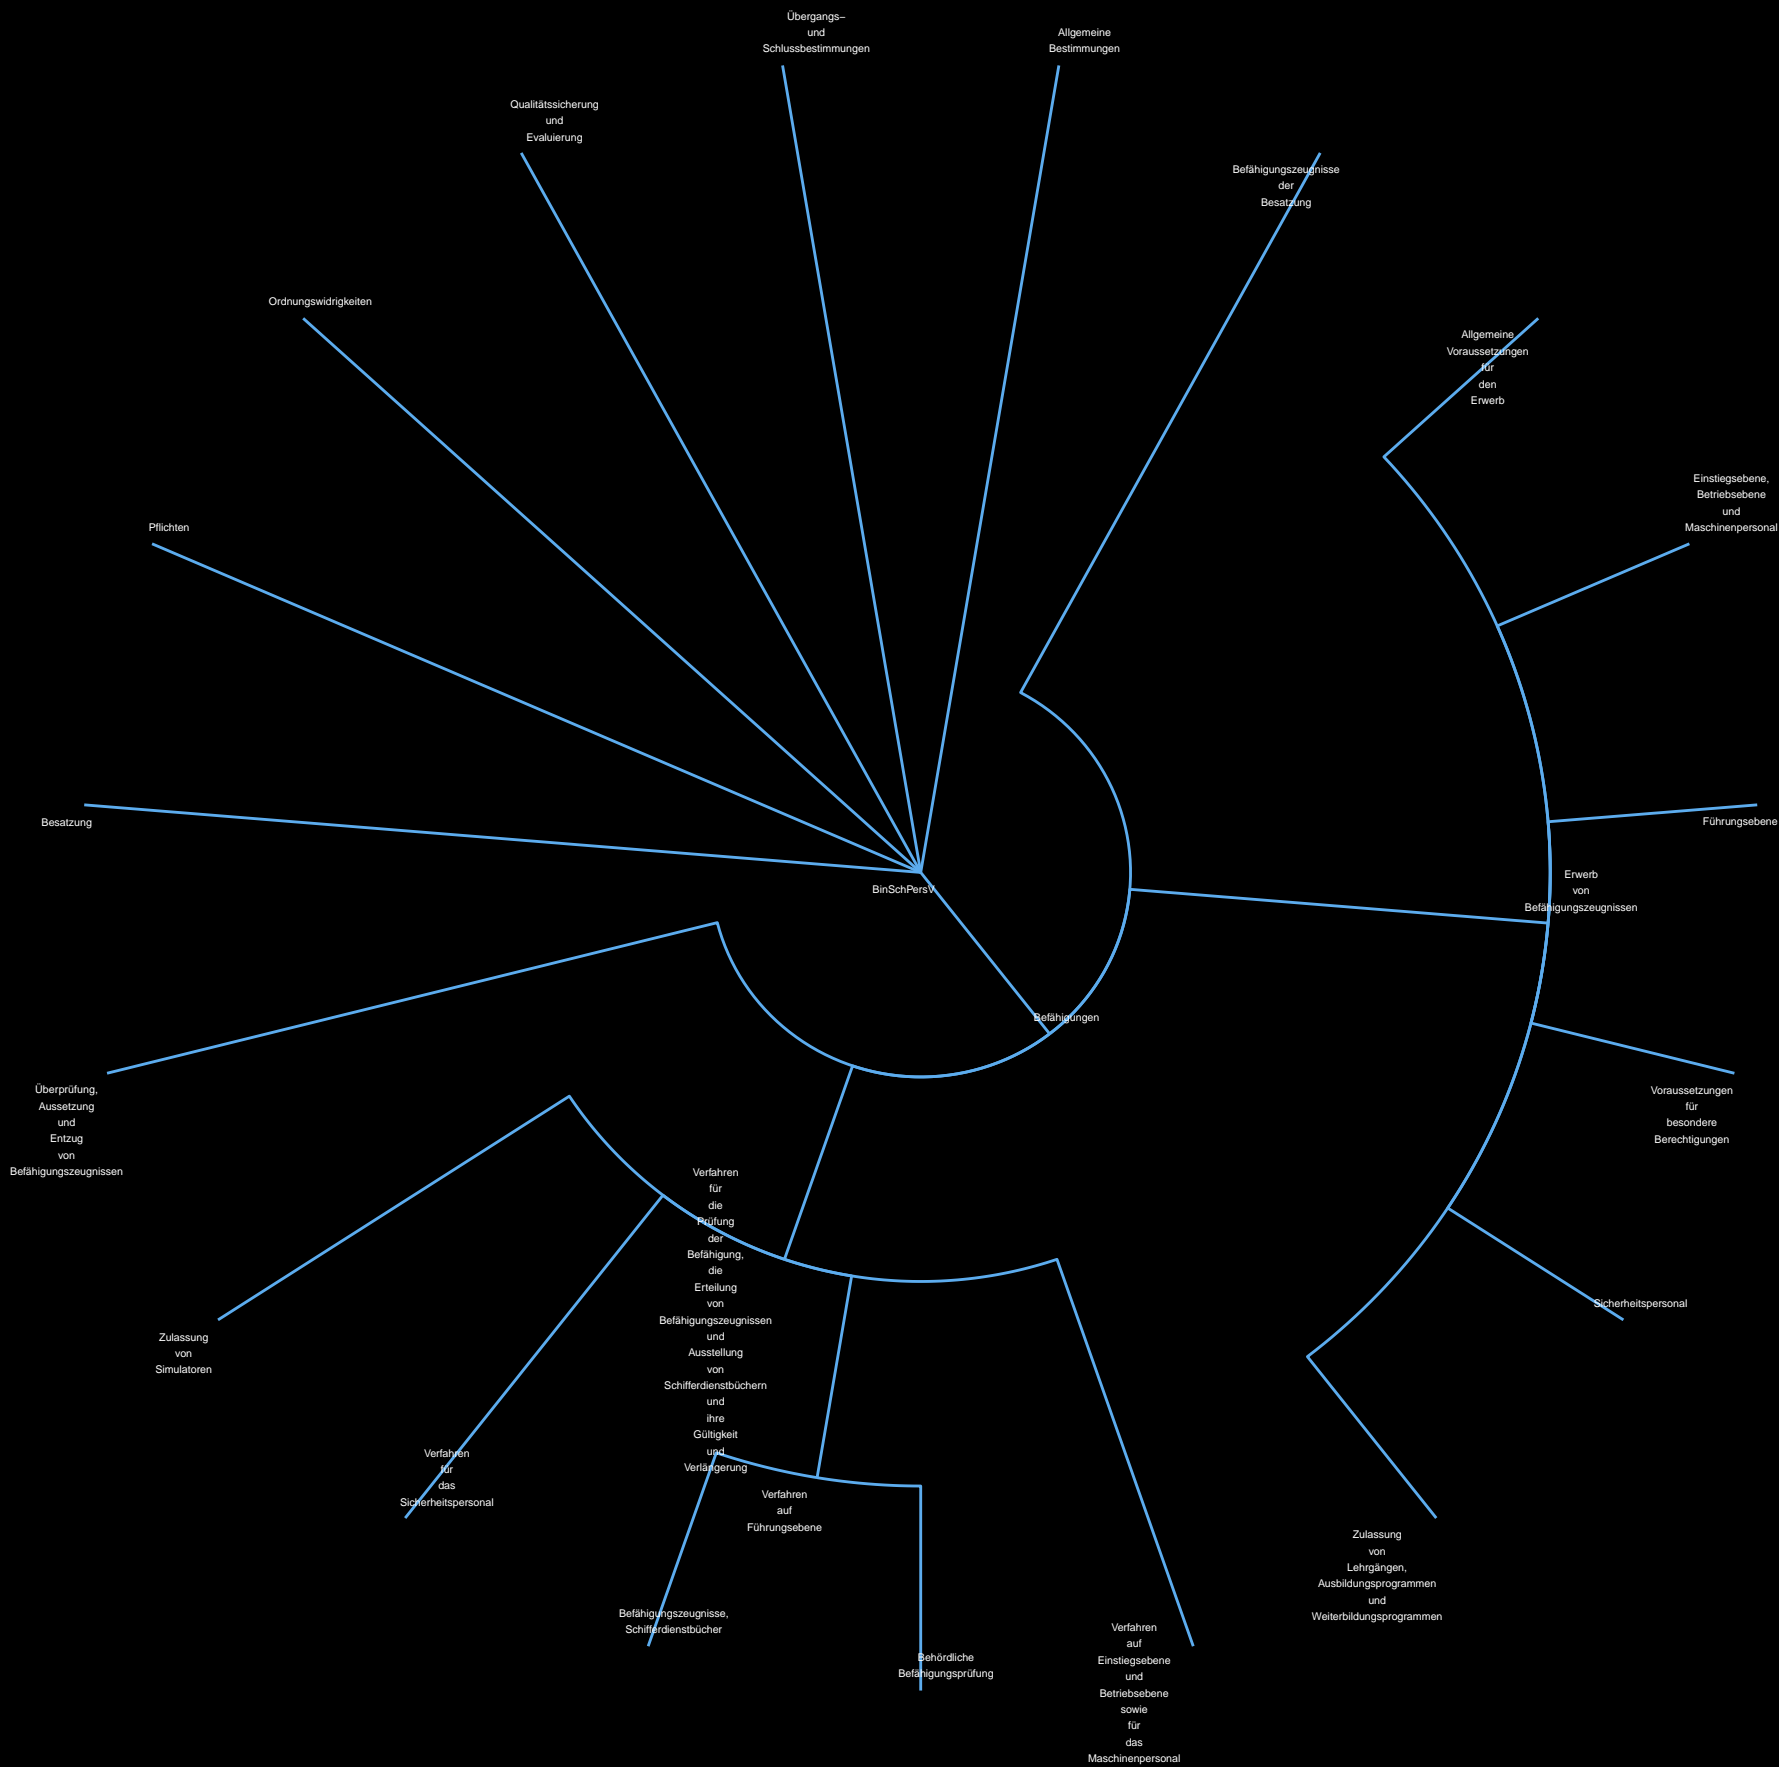 Übergangs–
und
Schlussbestimmungen
Allgemeine
Bestimmungen
Qualitätssicherung
und
Evaluierung
Befähigungszeugnisse
der
Besatzung
Ordnungswidrigkeiten
Allgemeine
Voraussetzungen
für
den
Erwerb
Einstiegsebene,
Betriebsebene
und
Maschinenpersonal
Pflichten
Besatzung
Führungsebene
BinSchPersV
Erwerb
von
Befähigungszeugnissen
Befähigungen
Überprüfung,
Aussetzung
und
Entzug
von
Befähigungszeugnissen
Voraussetzungen
für
besondere
Berechtigungen
Verfahren
für
die
Prüfung
der
Befähigung,
die
Erteilung
von
Befähigungszeugnissen
und
Ausstellung
von
Schifferdienstbüchern
und
ihre
Gültigkeit
und
Verlängerung
Sicherheitspersonal
Zulassung
von
Simulatoren
Verfahren
für
das
Sicherheitspersonal
Verfahren
auf
Führungsebene
Zulassung
von
Lehrgängen,
Ausbildungsprogrammen
und
Weiterbildungsprogrammen
Befähigungszeugnisse,
Schifferdienstbücher
Behördliche
Befähigungsprüfung
Verfahren
auf
Einstiegsebene
und
Betriebsebene
sowie
für
das
Maschinenpersonal